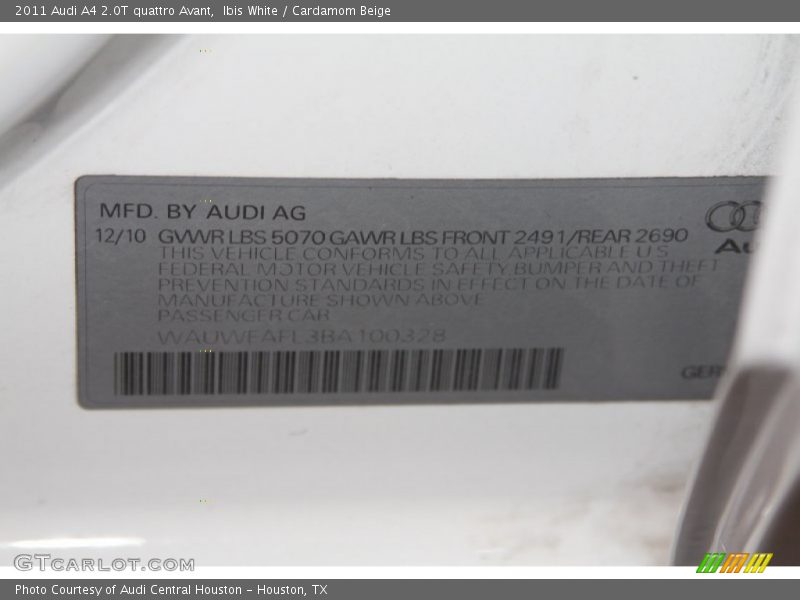 2011 Audi A4 2.0T quattro Avant,  Ibis White / Cardamom Beige
MFD. BY AUDI AG
12/10 GVWR LBS 5070 GAWR LBS FRONT 2491/REAR 2690
THIS VEHICLE CONFORMS TO ALL APPLICABLE U S
FEDERAL MOTOR VEHICLE SAFETY BUMPER AND THEFT
PREVENTION STANDARDS IN EFFECT ON THE DATE OF
MANUFACTURE SHOWN ABOVE
PASSENGER CAR
WAUWFAFL3BA100328
GTCarLot.com
Photo Courtesy of Audi Central Houston - Houston, TX